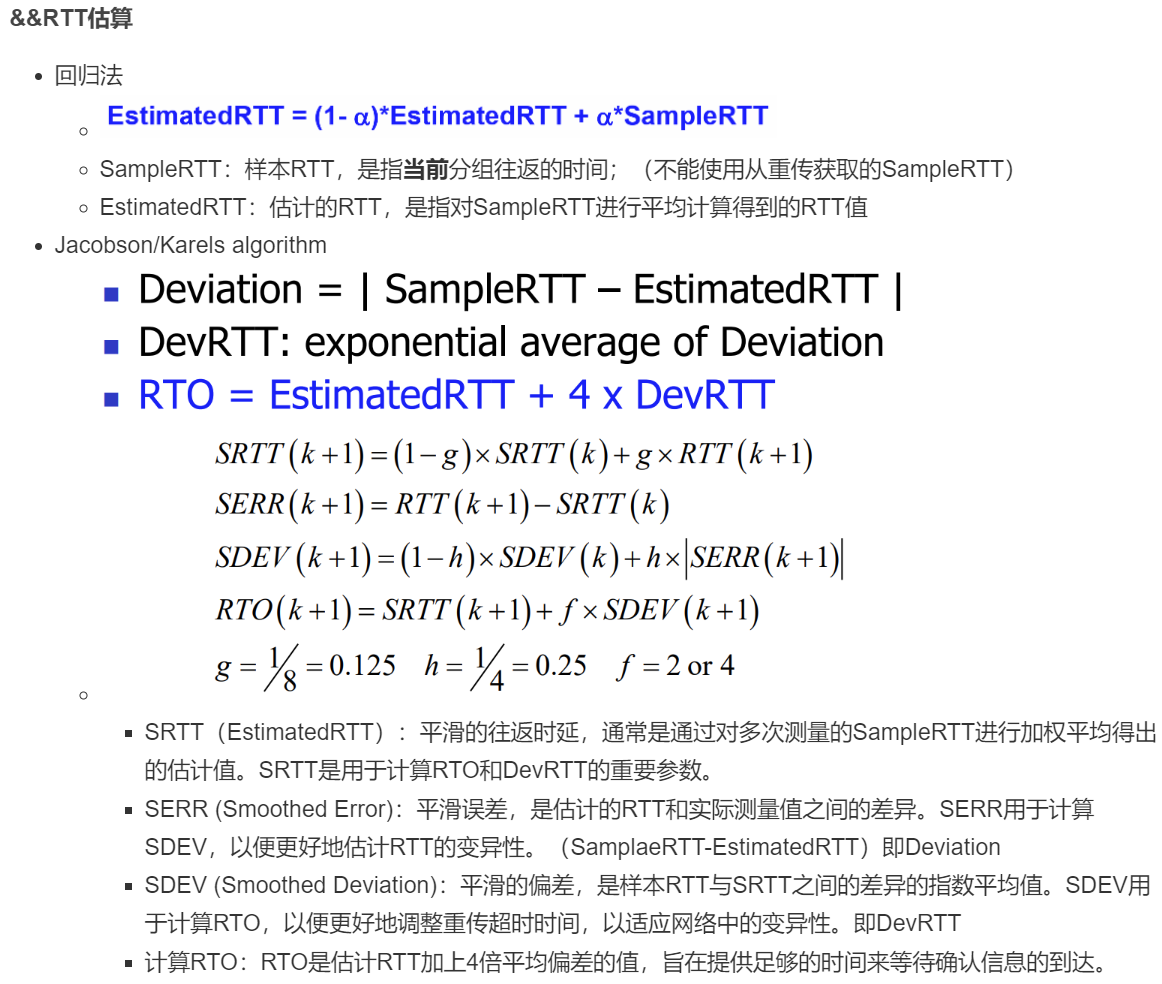 &&RTT估算
• 回归法
EstimatedRTT = (1- α)*EstimatedRTT + α*SampleRTT
○ SampleRTT：样本RTT，是指当前分组往返的时间；（不能使用从重传获取的SampleRTT）
○ EstimatedRTT：估计的RTT，是指对SampleRTT进行平均计算得到的RTT值
• Jacobson/Karels algorithm
■ Deviation = | SampleRTT – EstimatedRTT |
■ DevRTT: exponential average of Deviation
■ RTO = EstimatedRTT + 4 x DevRTT
SRTT(k+1)=(1−g)×SRTT(k)+g×RTT(k+1)
SERR(k+1)=RTT(k+1)−SRTT(k)
SDEV(k+1)=(1−h)×SDEV(k)+h×|SERR(k+1)|
RTO(k+1)=SRTT(k+1)+f×SDEV(k+1)
g=1/8=0.125 h=1/4=0.25 f=2 or 4
▪ SRTT（EstimatedRTT）：平滑的往返时延，通常是通过对多次测量的SampleRTT进行加权平均得出
的估计值。SRTT是用于计算RTO和DevRTT的重要参数。
▪ SERR (Smoothed Error)：平滑误差，是估计的RTT和实际测量值之间的差异。SERR用于计算
SDEV，以便更好地估计RTT的变异性。（SamplaeRTT-EstimatedRTT）即Deviation
▪ SDEV (Smoothed Deviation)：平滑的偏差，是样本RTT与SRTT之间的差异的指数平均值。SDEV用
于计算RTO，以便更好地调整重传超时时间，以适应网络中的变异性。即DevRTT
▪ 计算RTO：RTO是估计RTT加上4倍平均偏差的值，旨在提供足够的时间来等待确认信息的到达。